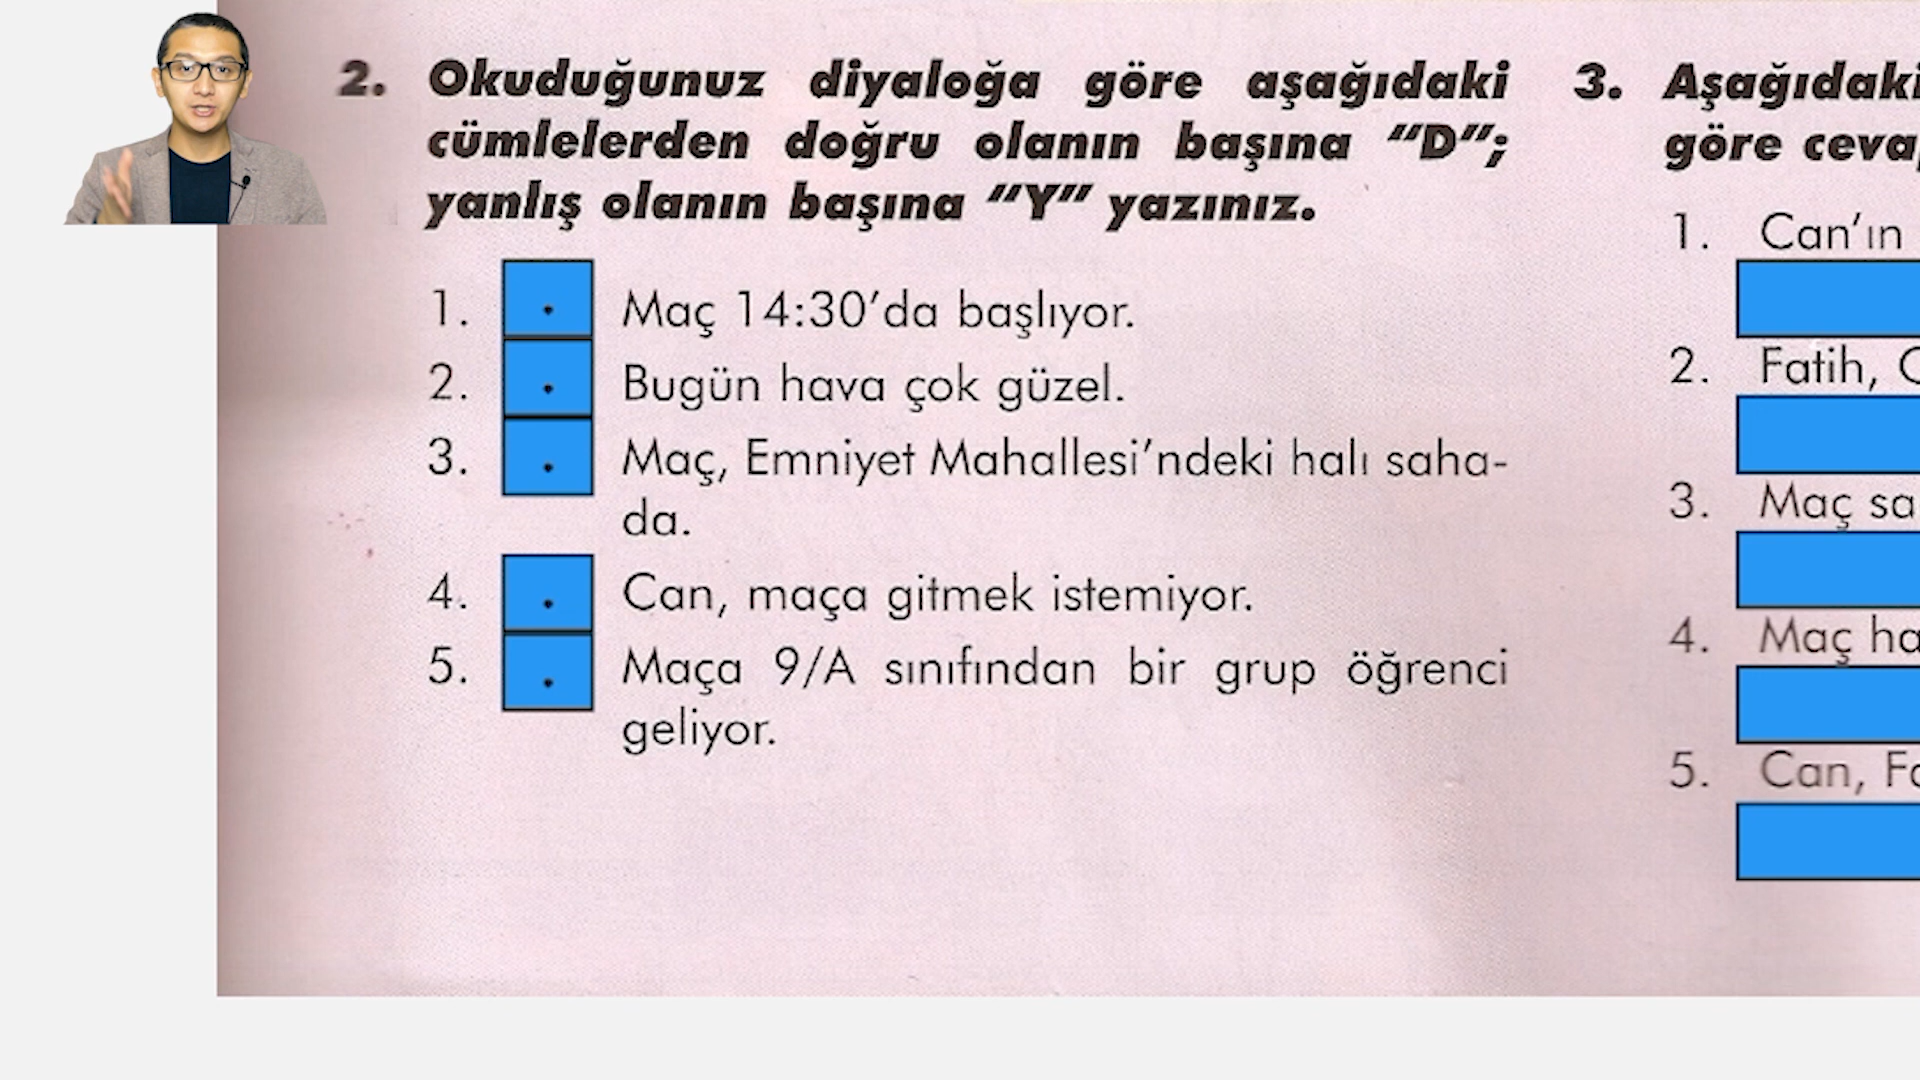 2. Okuduğunuz diyaloğa göre aşağıdaki
cümlelerden doğru olanın başına “D”;
yanlış olanın başına “Y” yazınız.
1. . Maç 14:30’da başlıyor.
2. . Bugün hava çok güzel.
3. . Maç, Emniyet Mahallesi’ndeki halı saha-
da.
4. . Can, maça gitmek istemiyor.
5. . Maça 9/A sınıfından bir grup öğrenci
geliyor.
3. Aşağıdaki
göre
1. Can’ın
2. Fatih,
3. Maç
4. Maç
5. Can,